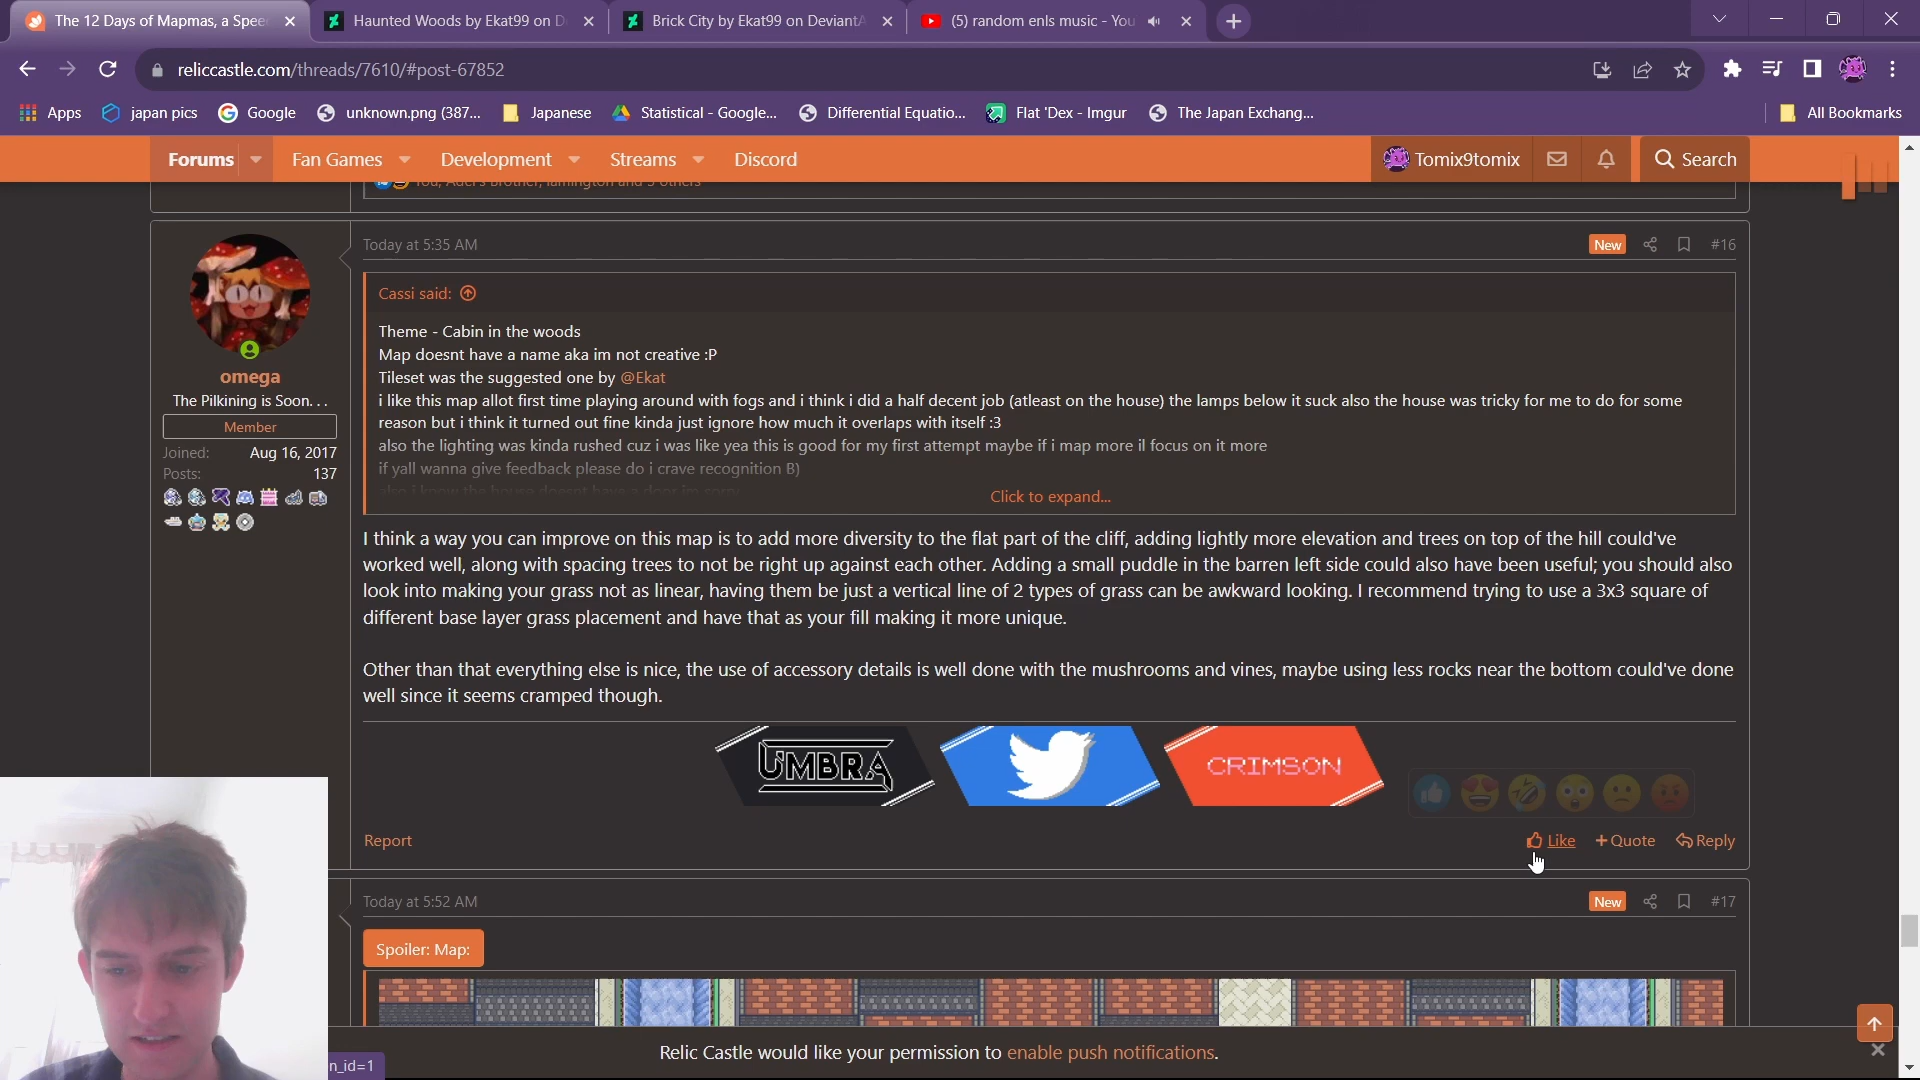 The 12 Days of Mapmas, a Spee
Haunted Woods by Ekat99 on D
Brick City by Ekat99 on DeviantA
(5) random enls music - You
reliccastle.com/threads/7610/#post-67852
Apps
japan pics
Google
unknown.png (387...
Japanese
Statistical - Google...
Differential Equatio...
Flat 'Dex - Imgur
The Japan Exchang...
All Bookmarks
Forums
Fan Games
Development
Streams
Discord
Tomix9tomix
Search
Today at 5:35 AM
New
#16
omega
The Pilkining is Soon. . .
Member
Joined: Aug 16, 2017
Posts: 137
Cassi said:
Theme - Cabin in the woods
Map doesnt have a name aka im not creative :P
Tileset was the suggested one by @Ekat
i like this map allot first time playing around with fogs and i think i did a half decent job (atleast on the house) the lamps below it suck also the house was tricky for me to do for some
reason but i think it turned out fine kinda just ignore how much it overlaps with itself :3
also the lighting was kinda rushed cuz i was like yea this is good for my first attempt maybe if i map more il focus on it more
if yall wanna give feedback please do i crave recognition B)
also i know the house doesnt have a door im sorry
Click to expand...
I think a way you can improve on this map is to add more diversity to the flat part of the cliff, adding lightly more elevation and trees on top of the hill could've
worked well, along with spacing trees to not be right up against each other. Adding a small puddle in the barren left side could also have been useful; you should also
look into making your grass not as linear, having them be just a vertical line of 2 types of grass can be awkward looking. I recommend trying to use a 3x3 square of
different base layer grass placement and have that as your fill making it more unique.
Other than that everything else is nice, the use of accessory details is well done with the mushrooms and vines, maybe using less rocks near the bottom could've done
well since it seems cramped though.
UMBRA
CRIMSON
Report
Like
+Quote
Reply
Today at 5:52 AM
New
#17
Spoiler: Map:
Relic Castle would like your permission to enable push notifications.
n_id=1